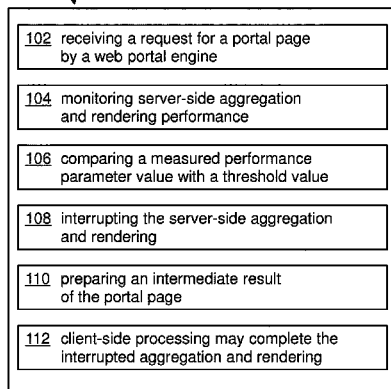 102 receiving a request for a portal page
by a web portal engine
104 monitoring server-side aggregation
and rendering performance
106 comparing a measured performance
parameter value with a threshold value
108 interrupting the server-side aggregation
and rendering
110 preparing an intermediate result
of the portal page
112 client-side processing may complete the
interrupted aggregation and rendering